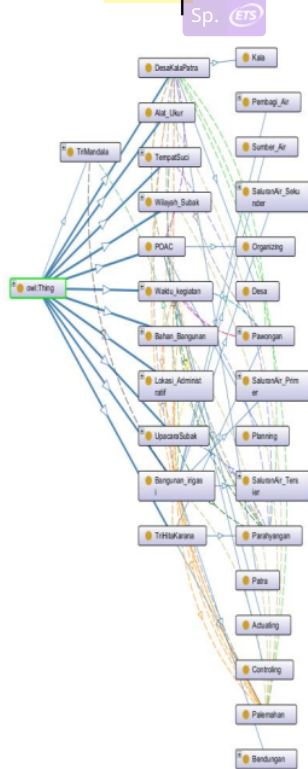 Sp. ETS
DesaKalaPatra
Kala
Pembagi_Air
Alat_Ukur
Sumber_Air
TriMandala
TempatSuci
SaluranAir_Seku
nder
Wilayah_Subak
POAC
Organizing
owl:Thing
Waktu_kegiatan
Desa
Bahan_Bangunan
Pawongan
Lokasi_Administ
ratif
SaluranAir_Prim
er
UpacaraSubak
Planning
Bangunan_irigas
i
SaluranAir_Ters
ier
TriHitaKarana
Parahyangan
Patra
Actuating
Controling
Palemahan
Bendungan